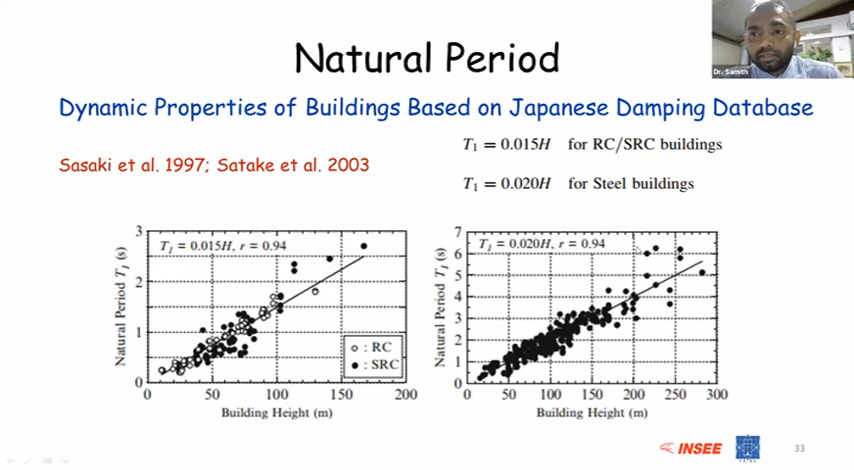 Dr. Samith
Natural Period
Dynamic Properties of Buildings Based on Japanese Damping Database
Sasaki et al. 1997; Satake et al. 2003
T₁ = 0.015H for RC/SRC buildings
T₁ = 0.020H for Steel buildings
T₁ = 0.015H, r = 0.94
Natural Period T₁ (s)
3
2
1
0
○ : RC
● : SRC
0 50 100 150 200
Building Height (m)
T₁ = 0.020H, r = 0.94
Natural Period T₁ (s)
7
6
5
4
3
2
1
0
0 50 100 150 200 250 300
Building Height (m)
INSEE
33